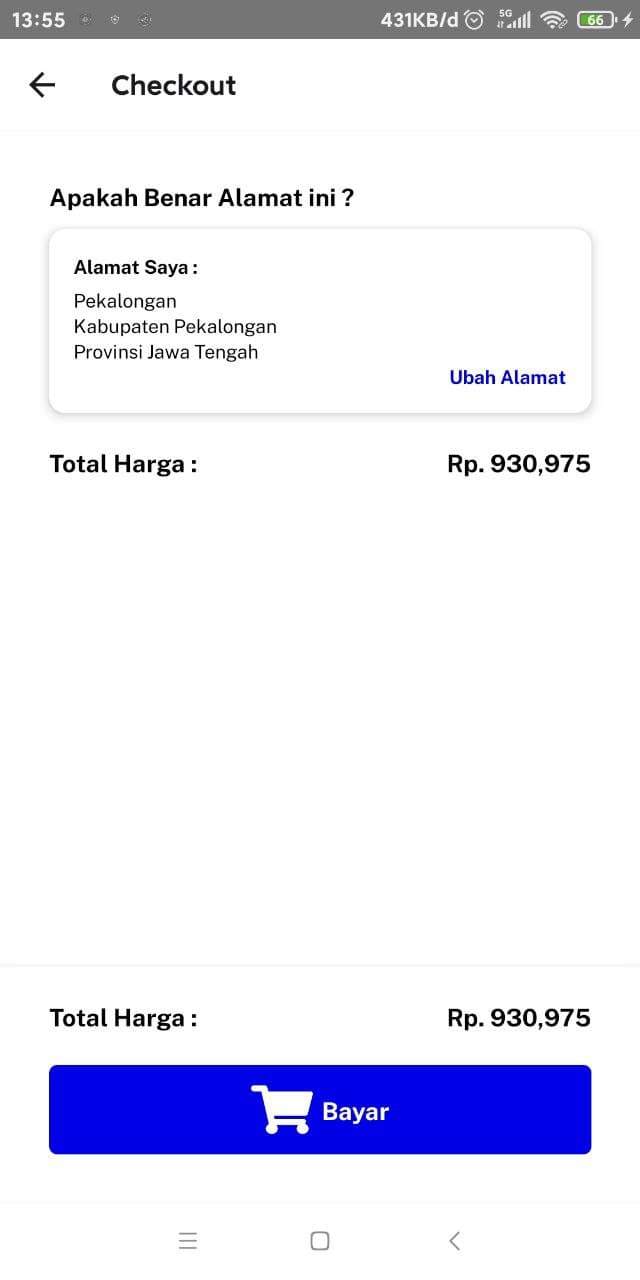 13:55 431KB/d 5G 66
Checkout
Apakah Benar Alamat ini ?
Alamat Saya :
Pekalongan
Kabupaten Pekalongan
Provinsi Jawa Tengah
Ubah Alamat
Total Harga : Rp. 930,975
Total Harga : Rp. 930,975
Bayar